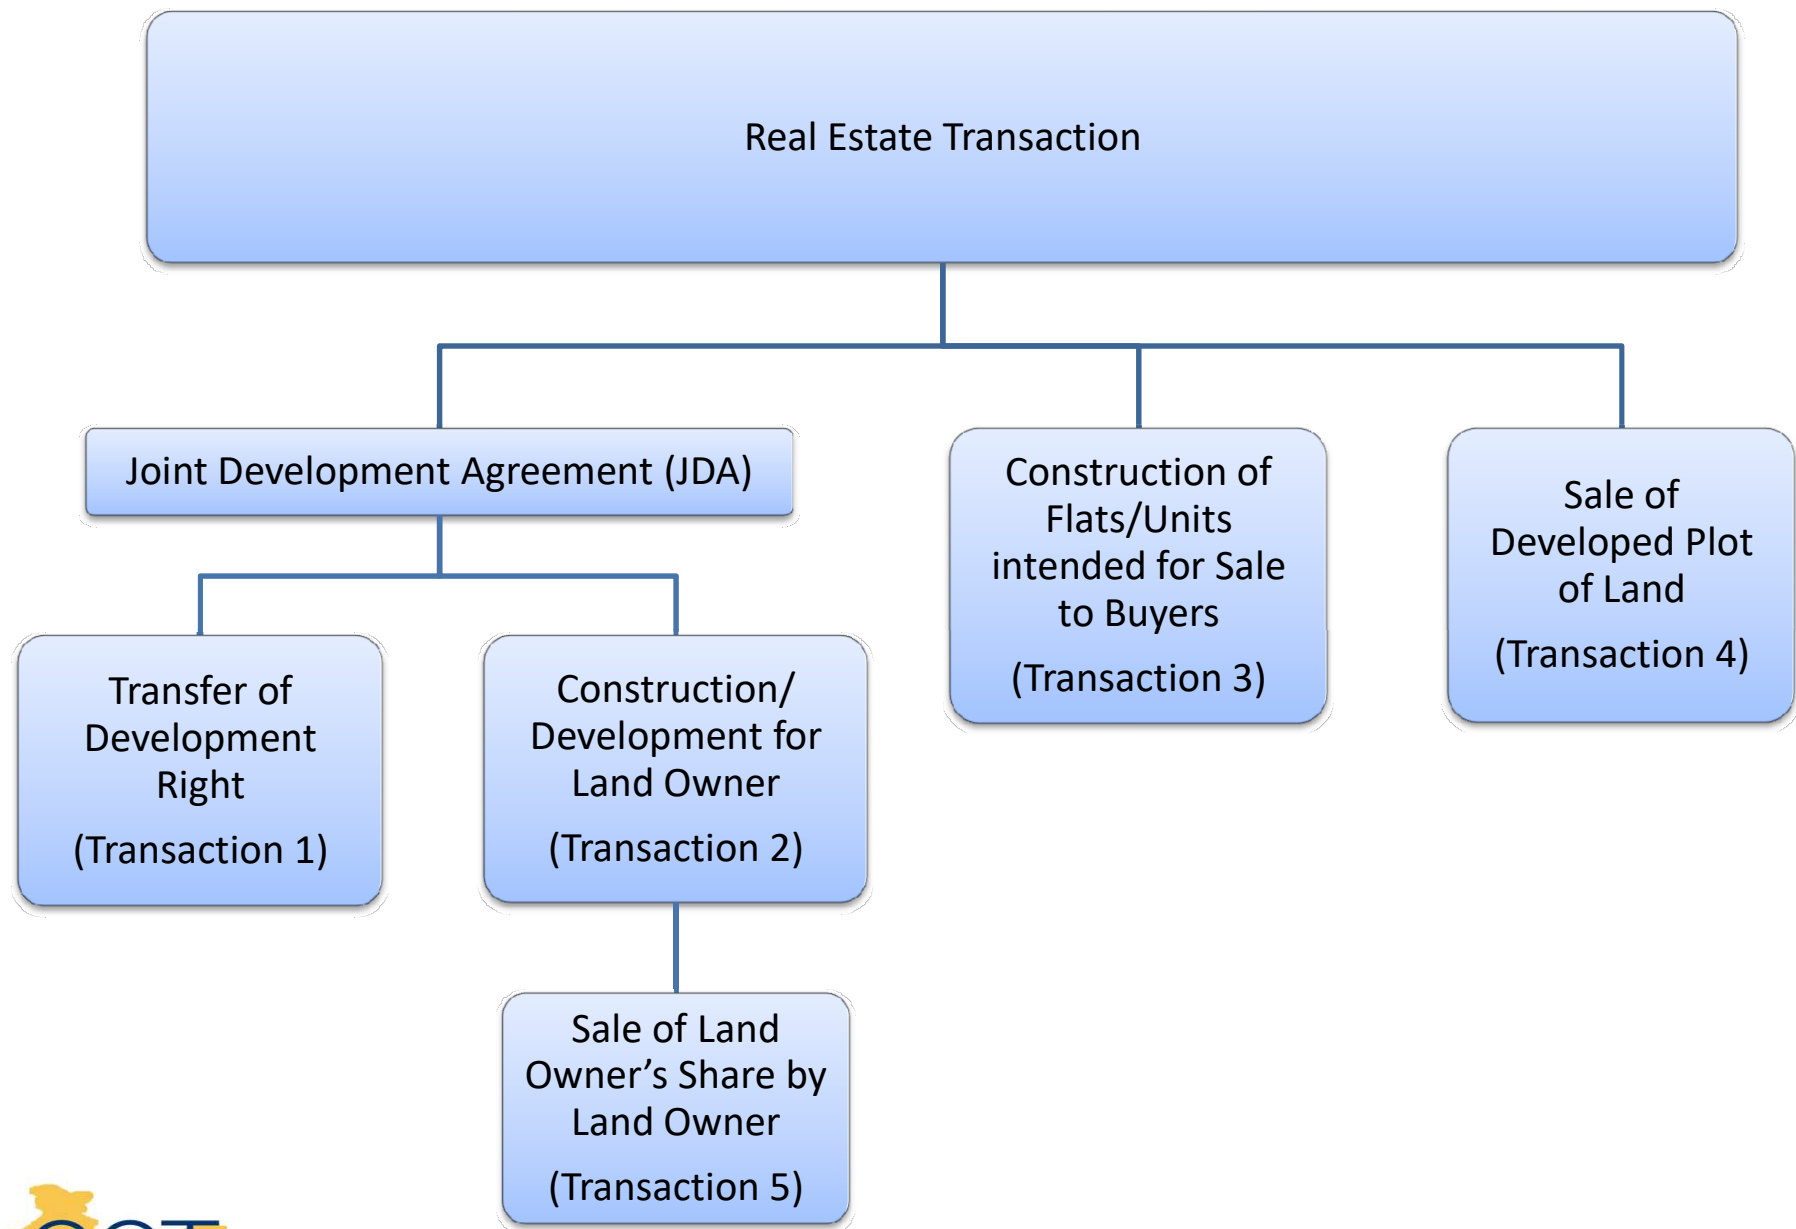 Real Estate Transaction
Joint Development Agreement (JDA)
Construction of
Flats/Units
intended for Sale
to Buyers
(Transaction 3)
Sale of
Developed Plot
of Land
(Transaction 4)
Transfer of
Development
Right
(Transaction 1)
Construction/
Development for
Land Owner
(Transaction 2)
Sale of Land
Owner’s Share by
Land Owner
(Transaction 5)
GST